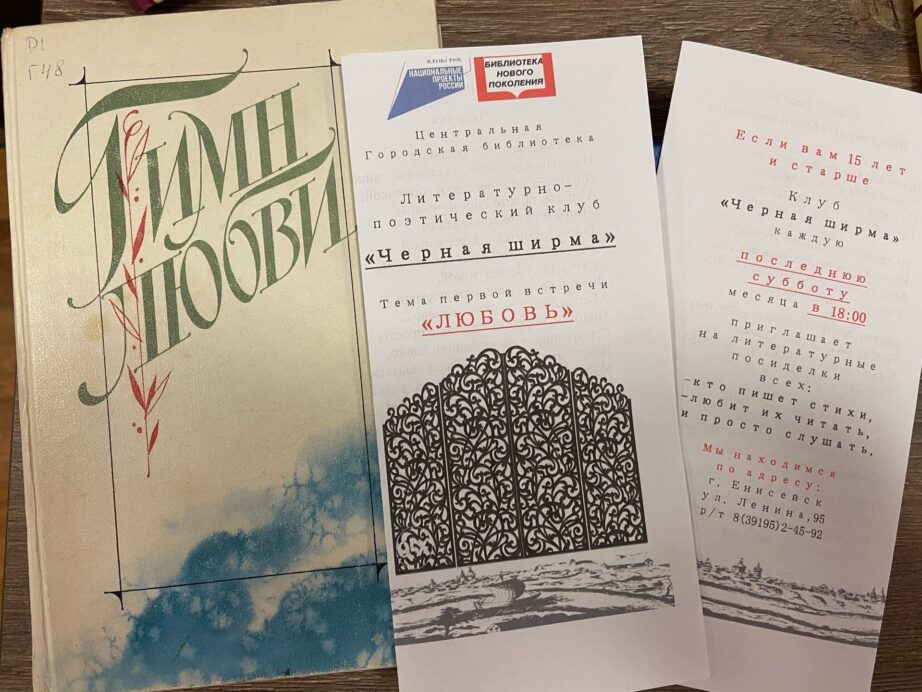 Р1
Г48
Гимн
Любви
КУЛЬТУРА
НАЦИОНАЛЬНЫЕ
ПРОЕКТЫ
РОССИИ
БИБЛИОТЕКА
НОВОГО
ПОКОЛЕНИЯ
Центральная
Городская библиотека
Литературно-
поэтический клуб
«Черная ширма»
Тема первой встречи
«ЛЮБОВЬ»
Если вам 15 лет
и старше
Клуб
«Черная ширма»
каждую
последнюю
субботу
месяца в 18:00
приглашает
на литературные
посиделки
всех:
-кто пишет стихи,
-любит их читать,
и просто слушать.
Мы находимся
по адресу:
г. Енисейск
ул. Ленина,95
р/т 8(39195)2-45-92